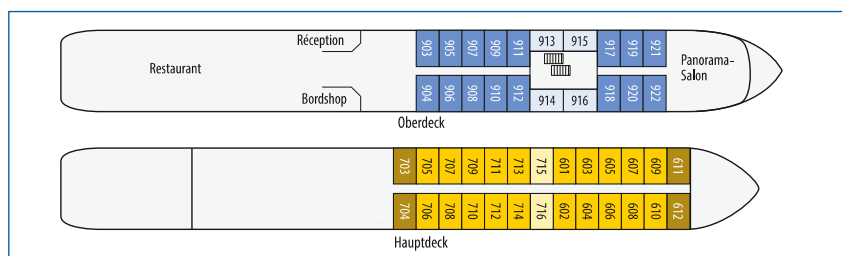 Réception
903 905 907 909 911 913 915 917 919 921
Restaurant
Panorama-
Salon
Bordshop
904 906 908 910 912 914 916 918 920 922
Oberdeck
703 705 707 709 711 713 715 601 603 605 607 609 611
704 706 708 710 712 714 716 602 604 606 608 610 612
Hauptdeck